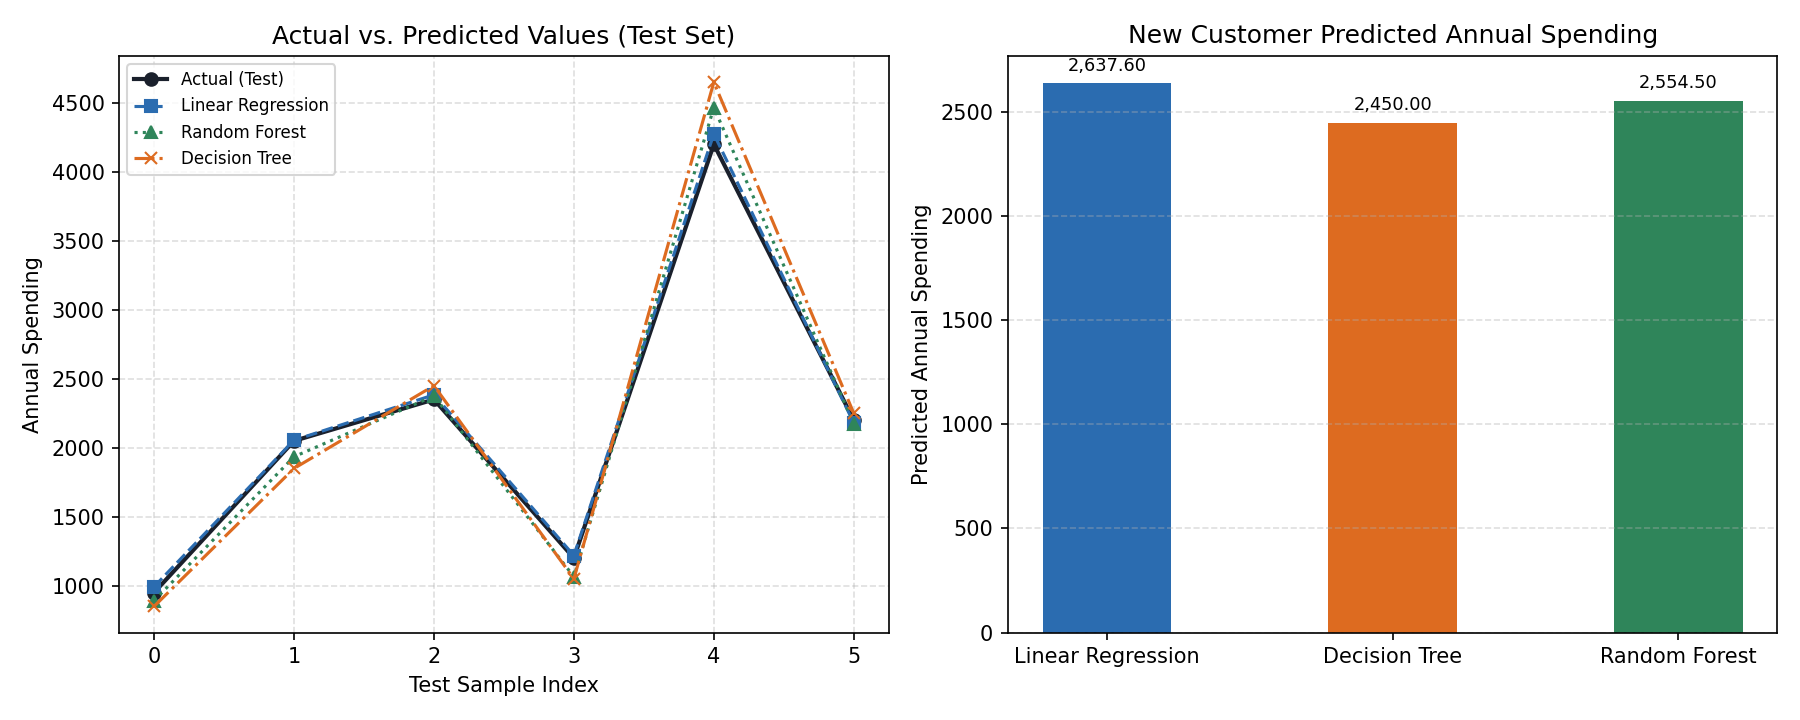 Actual vs. Predicted Values (Test Set)
Actual (Test)
Linear Regression
Random Forest
Decision Tree
4500
4000
3500
3000
2500
2000
1500
1000
Annual Spending
0 1 2 3 4 5
Test Sample Index
New Customer Predicted Annual Spending
2,637.60
2,450.00
2,554.50
2500
2000
1500
1000
500
0
Predicted Annual Spending
Linear Regression Decision Tree Random Forest